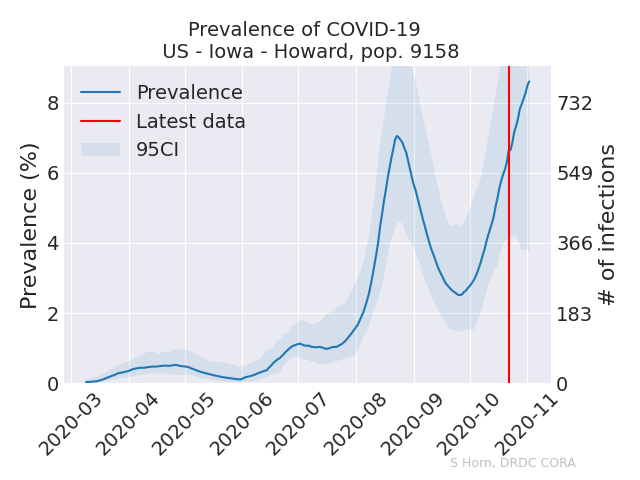 Prevalence of COVID-19
US - Iowa - Howard, pop. 9158
Prevalence
Latest data
95CI
Prevalence (%)
8
6
4
2
0
732
549
366
183
0
# of infections
2020-03
2020-04
2020-05
2020-06
2020-07
2020-08
2020-09
2020-10
2020-11
S Horn, DRDC CORA